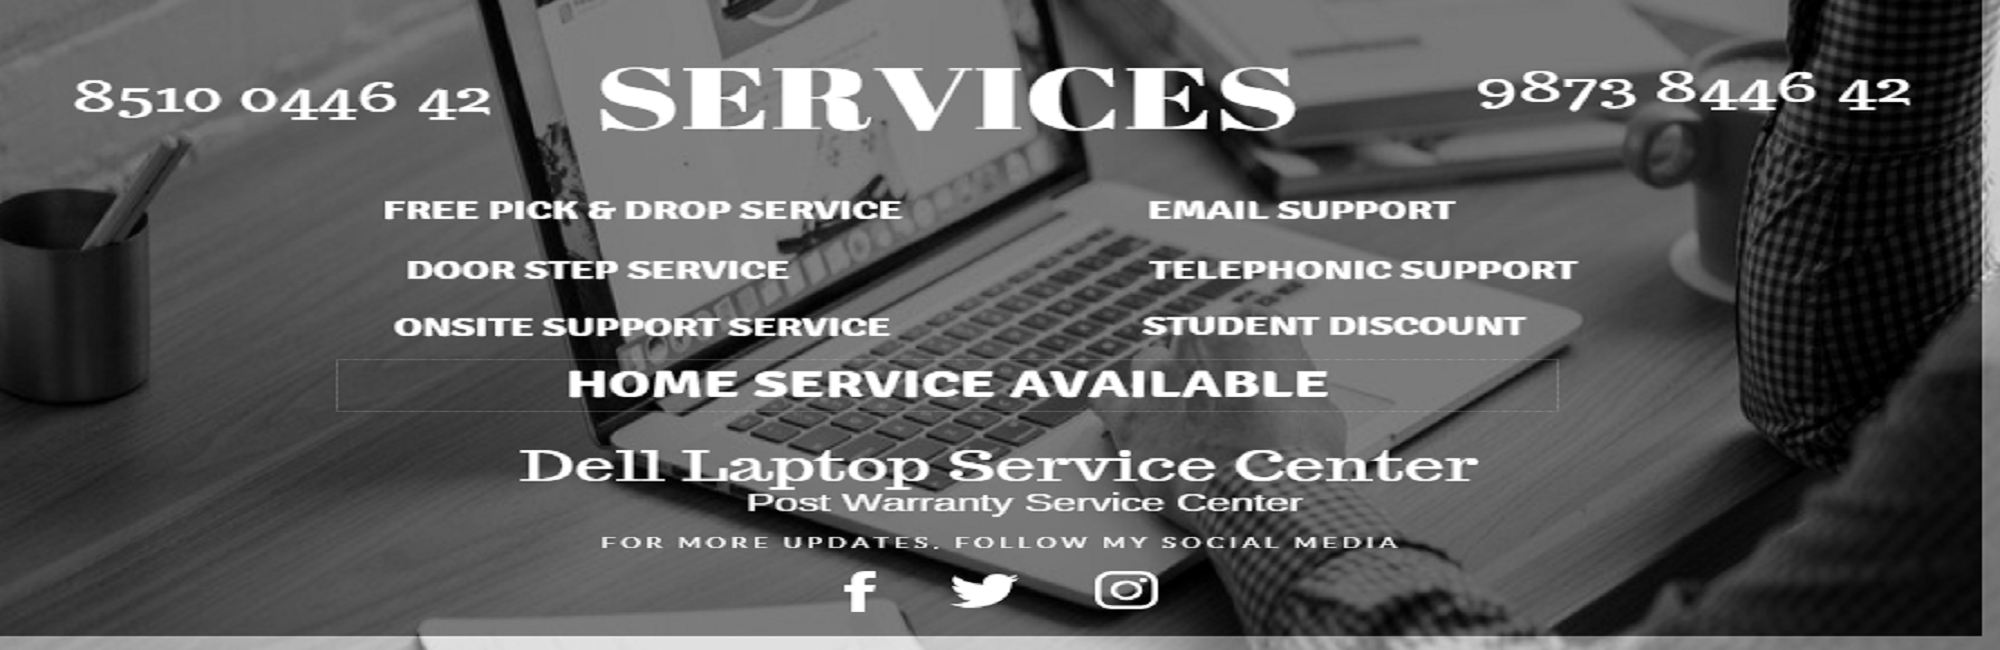 8510 0446 42
SERVICES
9873 8446 42
FREE PICK & DROP SERVICE
EMAIL SUPPORT
DOOR STEP SERVICE
TELEPHONIC SUPPORT
ONSITE SUPPORT SERVICE
STUDENT DISCOUNT
HOME SERVICE AVAILABLE
Dell Laptop Service Center
Post Warranty Service Center
FOR MORE UPDATES, FOLLOW MY SOCIAL MEDIA